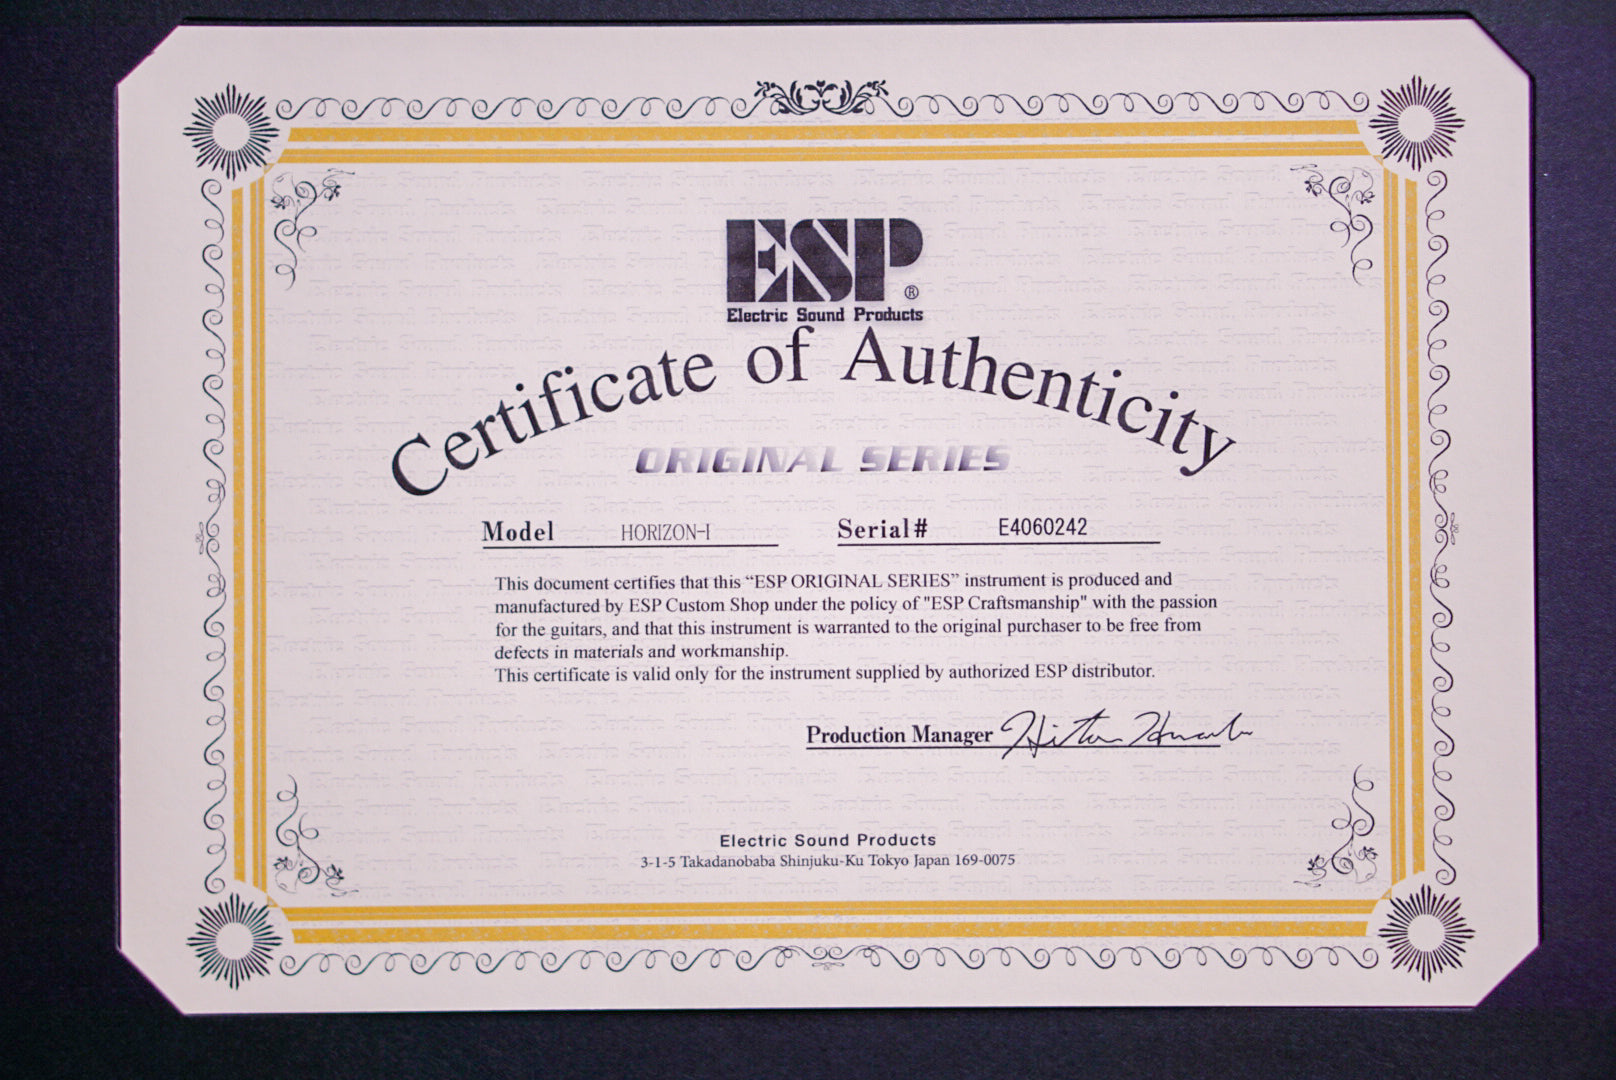 ESP®
Electric Sound Products
Certificate of Authenticity
ORIGINAL SERIES
Model HORIZON-I Serial# E4060242
This document certifies that this “ESP ORIGINAL SERIES” instrument is produced and
manufactured by ESP Custom Shop under the policy of "ESP Craftsmanship" with the passion
for the guitars, and that this instrument is warranted to the original purchaser to be free from
defects in materials and workmanship.
This certificate is valid only for the instrument supplied by authorized ESP distributor.
Production Manager
Electric Sound Products
3-1-5 Takadanobaba Shinjuku-Ku Tokyo Japan 169-0075